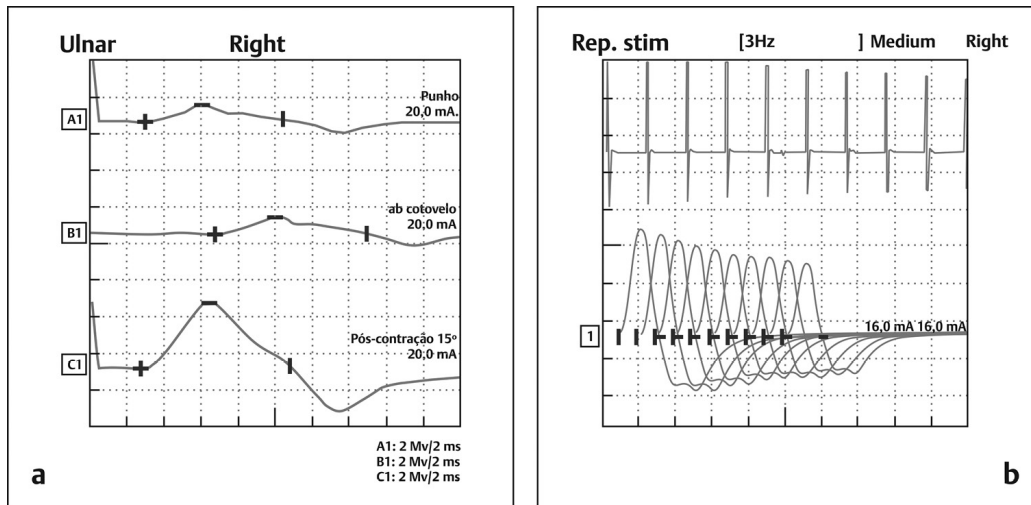 Ulnar Right
A1
Punho
20,0 mA.
B1
ab cotovelo
20,0 mA
C1
Pós-contração 15º
20,0 mA
A1: 2 Mv/2 ms
B1: 2 Mv/2 ms
C1: 2 Mv/2 ms
a
Rep. stim [3Hz ] Medium Right
1
16,0 mA 16,0 mA
b